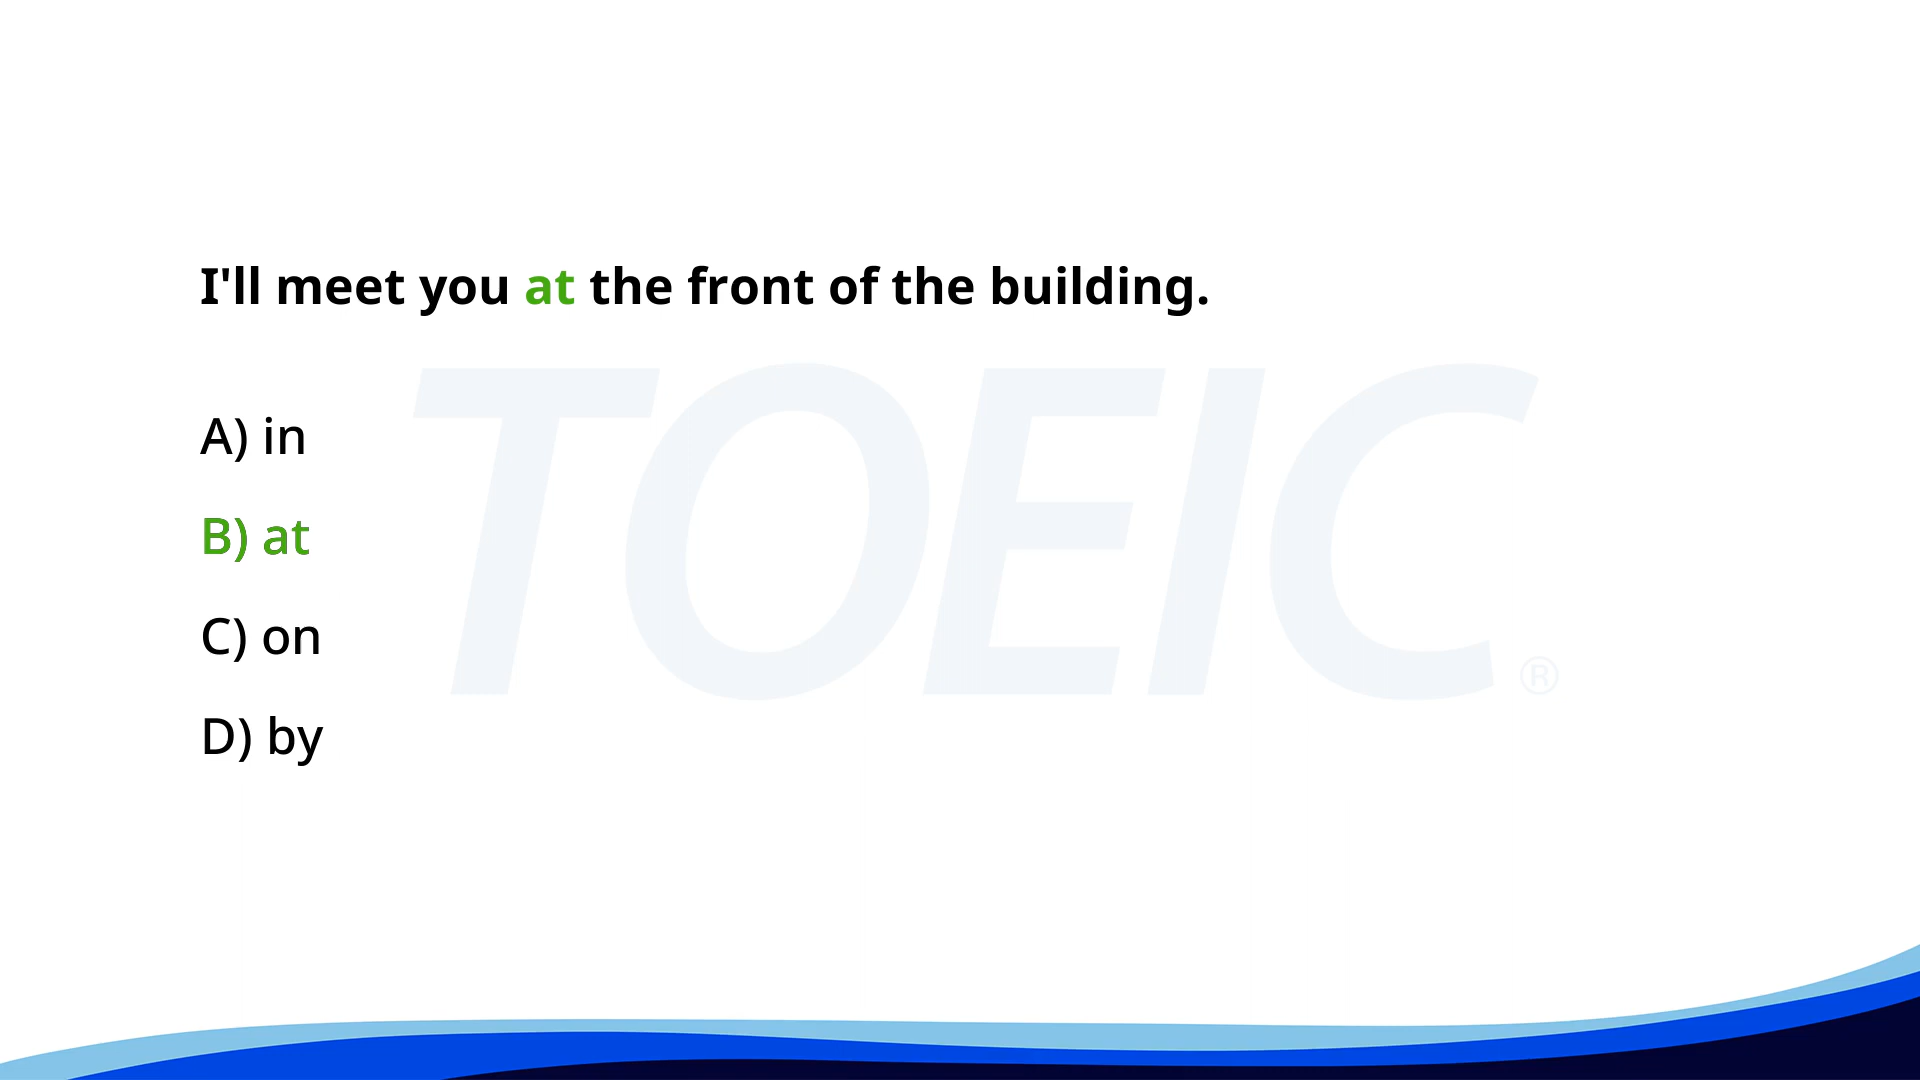 I'll meet you at the front of the building.
TOEIC®
A) in
B) at
C) on
D) by